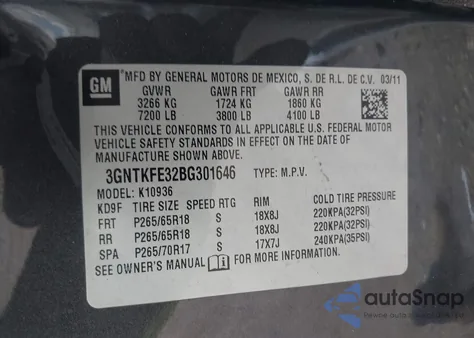 GM
MFD BY GENERAL MOTORS DE MEXICO, S. DE R.L. DE C.V. 03/11
GVWR GAWR FRT GAWR RR
3266 KG 1724 KG 1860 KG
7200 LB 3800 LB 4100 LB
THIS VEHICLE CONFORMS TO ALL APPLICABLE U.S. FEDERAL MOTOR
VEHICLE SAFETY STANDARDS IN EFFECT ON THE DATE OF
MANUFACTURE SHOWN ABOVE.
3GNTKFE32BG301646 TYPE: M.P.V.
MODEL: K10936
KD9F TIRE SIZE SPEED RTG RIM COLD TIRE PRESSURE
FRT P265/65R18 S 18X8J 220KPA(32PSI)
RR P265/65R18 S 18X8J 220KPA(32PSI)
SPA P265/70R17 S 17X7J 240KPA(35PSI)
SEE OWNER'S MANUAL FOR MORE INFORMATION.
autoSnap